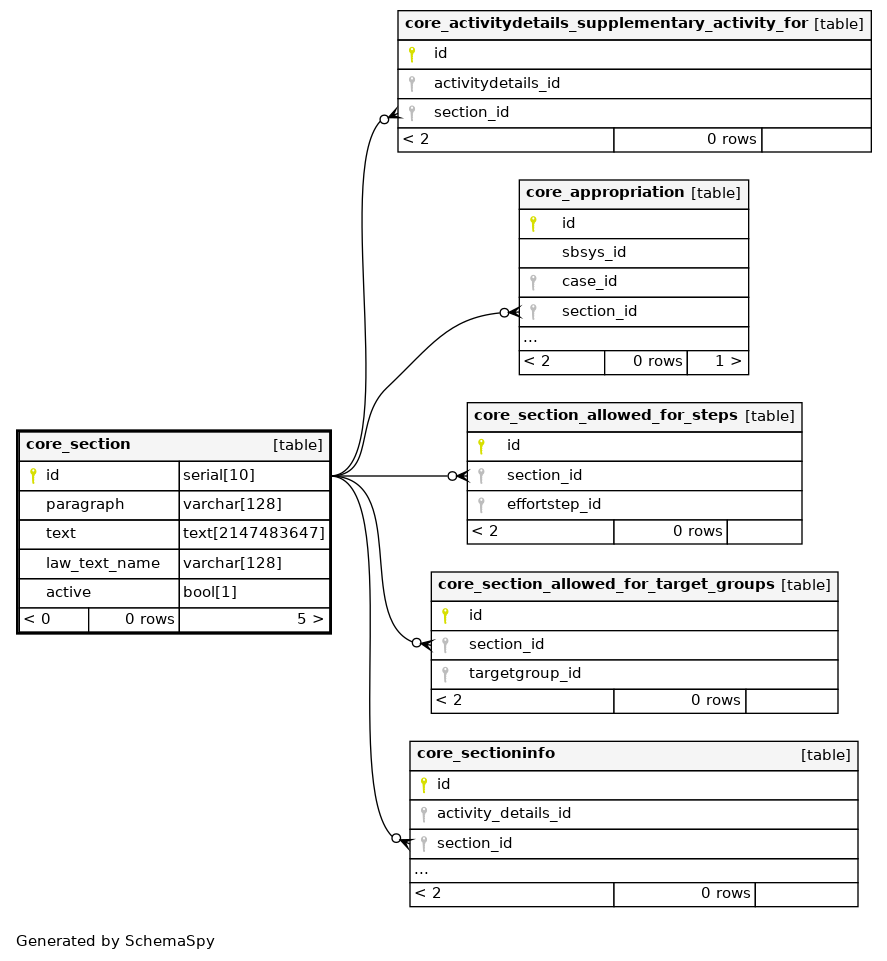 core_activitydetails_supplementary_activity_for [table]
id
activitydetails_id
section_id
< 2 0 rows
core_appropriation [table]
id
sbsys_id
case_id
section_id
...
< 2 0 rows 1 >
core_section_allowed_for_steps [table]
id
section_id
effortstep_id
< 2 0 rows
core_section [table]
id serial[10]
paragraph varchar[128]
text text[2147483647]
law_text_name varchar[128]
active bool[1]
< 0 0 rows 5 >
core_section_allowed_for_target_groups [table]
id
section_id
targetgroup_id
< 2 0 rows
core_sectioninfo [table]
id
activity_details_id
section_id
...
< 2 0 rows
Generated by SchemaSpy